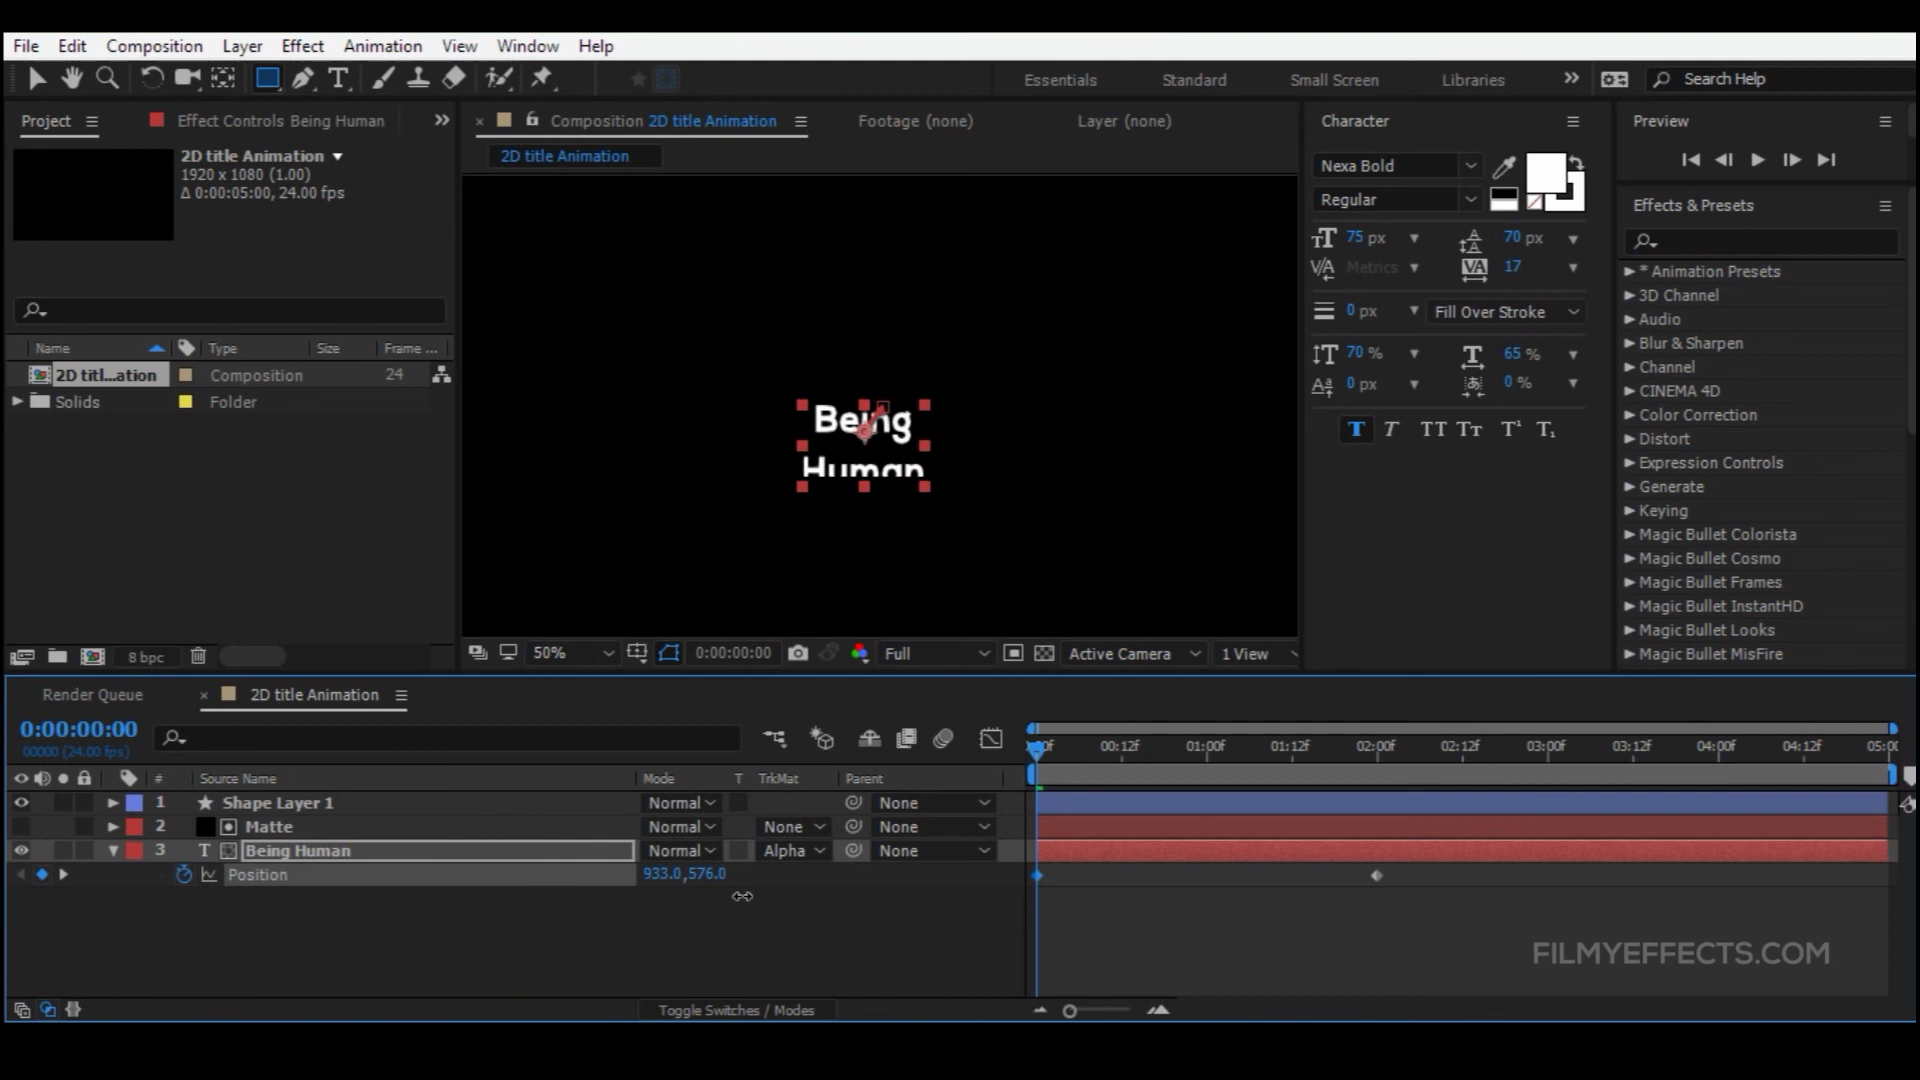 File Edit Composition Layer Effect Animation View Window Help
Essentials Standard Small Screen Libraries Search Help
Project Effect Controls Being Human
Composition 2D title Animation Footage (none) Layer (none)
2D title Animation
2D title Animation
1920 x 1080 (1.00)
Δ 0:00:05:00, 24.00 fps
Name Type Size Frame ...
2D titl...ation Composition 24
Solids Folder
8 bpc
Being
Human
50% 0:00:00:00 Full Active Camera 1 View
Character
Nexa Bold
Regular
75 px 70 px
Metrics 17
0 px Fill Over Stroke
70 % 65 %
0 px 0 %
T T TT Tт T¹ T₁
Preview
Effects & Presets
* Animation Presets
3D Channel
Audio
Blur & Sharpen
Channel
CINEMA 4D
Color Correction
Distort
Expression Controls
Generate
Keying
Magic Bullet Colorista
Magic Bullet Cosmo
Magic Bullet Frames
Magic Bullet InstantHD
Magic Bullet Looks
Magic Bullet MisFire
Render Queue 2D title Animation
0:00:00:00
00000 (24.00 fps)
00:12f 01:00f 01:12f 02:00f 02:12f 03:00f 03:12f 04:00f 04:12f
# Source Name Mode T TrkMat Parent
1 Shape Layer 1 Normal None
2 Matte Normal None None
3 T Being Human Normal Alpha None
Position 933.0,576.0
FILMYEFFECTS.COM
Toggle Switches / Modes